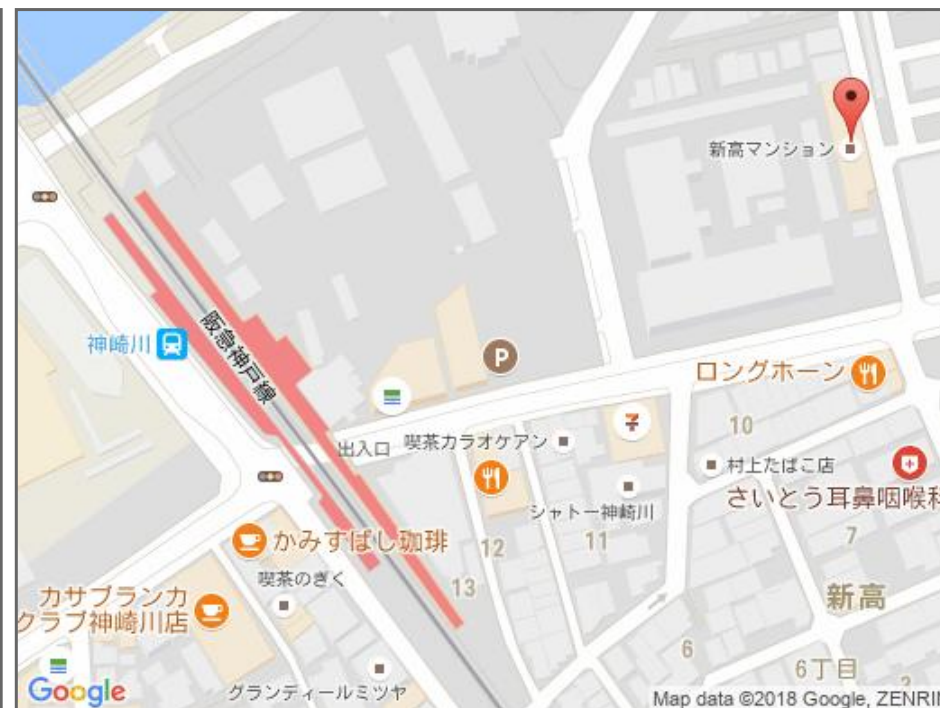 新高マンション
神崎川
阪急神戸線
P
ロングホーン
出入口
喫茶カラオケアン
10
村上たばこ店
さいとう耳鼻咽喉科
シャトー神崎川
かみすばし珈琲
12
11
7
喫茶のぎく
13
カサブランカ
クラブ神崎川店
新高
6
6丁目
グランディールミツヤ
Google
Map data ©2018 Google, ZENRIN